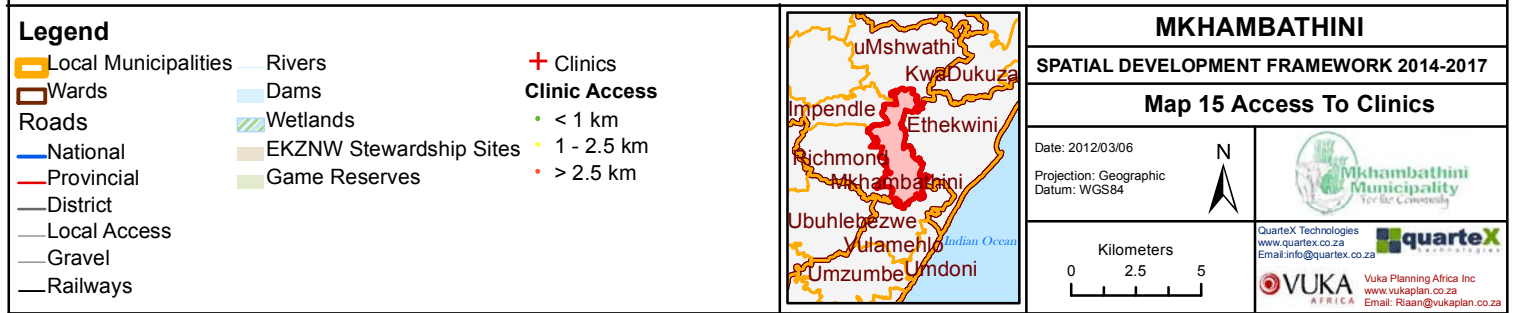 Legend
Local Municipalities
Wards
Roads
National
Provincial
District
Local Access
Gravel
Railways
Rivers
Dams
Wetlands
EKZNW Stewardship Sites
Game Reserves
Clinics
Clinic Access
< 1 km
1 - 2.5 km
> 2.5 km
uMshwathi
KwaDukuza
Impendle
Ethekwini
Richmond
Mkhambathini
Ubuhlebezwe
Vulamehlo
Indian Ocean
Umzumbe
Umdoni
MKHAMBATHINI
SPATIAL DEVELOPMENT FRAMEWORK 2014-2017
Map 15 Access To Clinics
Date: 2012/03/06
Projection: Geographic
Datum: WGS84
N
Mkhambathini
Municipality
For the Community
Kilometers
0 2.5 5
QuarteX Technologies
www.quartex.co.za
Email:info@quartex.co.za
quarteX
technologies
VUKA
AFRICA
Vuka Planning Africa Inc
www.vukaplan.co.za
Email: Riaan@vukaplan.co.za